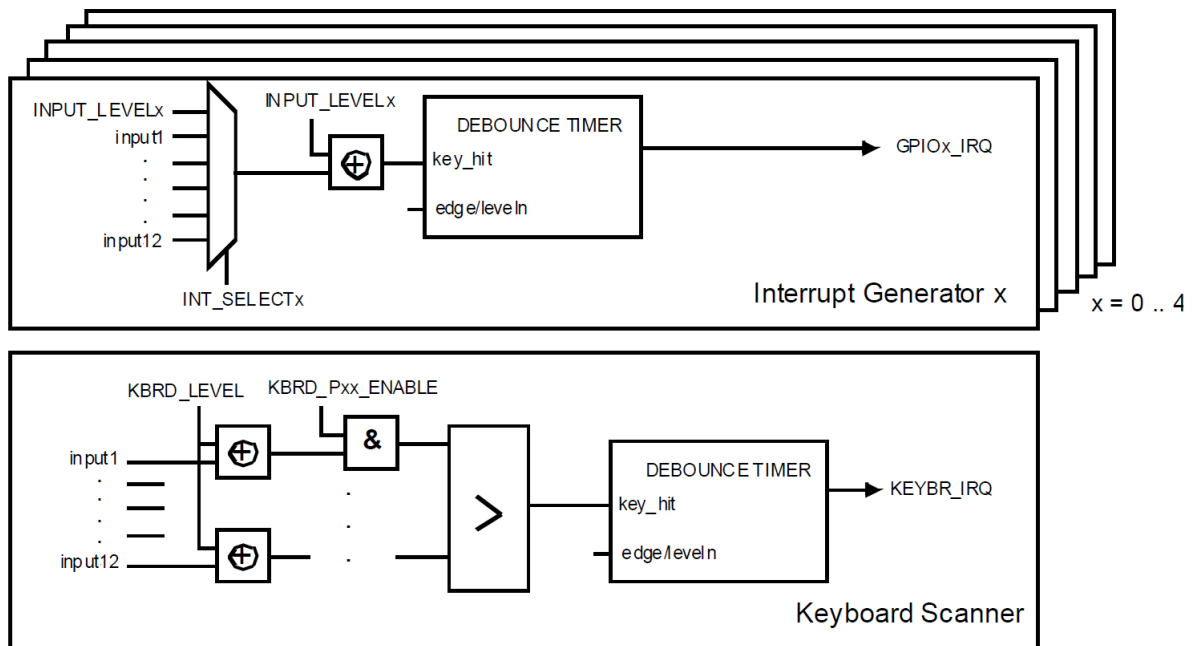 INPUT_LEVELx
INPUT_LEVELx
input1
DEBOUNCE TIMER
GPIOx_IRQ
key_hit
edge/leveln
input12
INT_SELECTx
Interrupt Generator x
x = 0 .. 4
KBRD_LEVEL
KBRD_Pxx_ENABLE
&
input1
DEBOUNCE TIMER
KEYBR_IRQ
>
key_hit
edge/leveln
input12
Keyboard Scanner